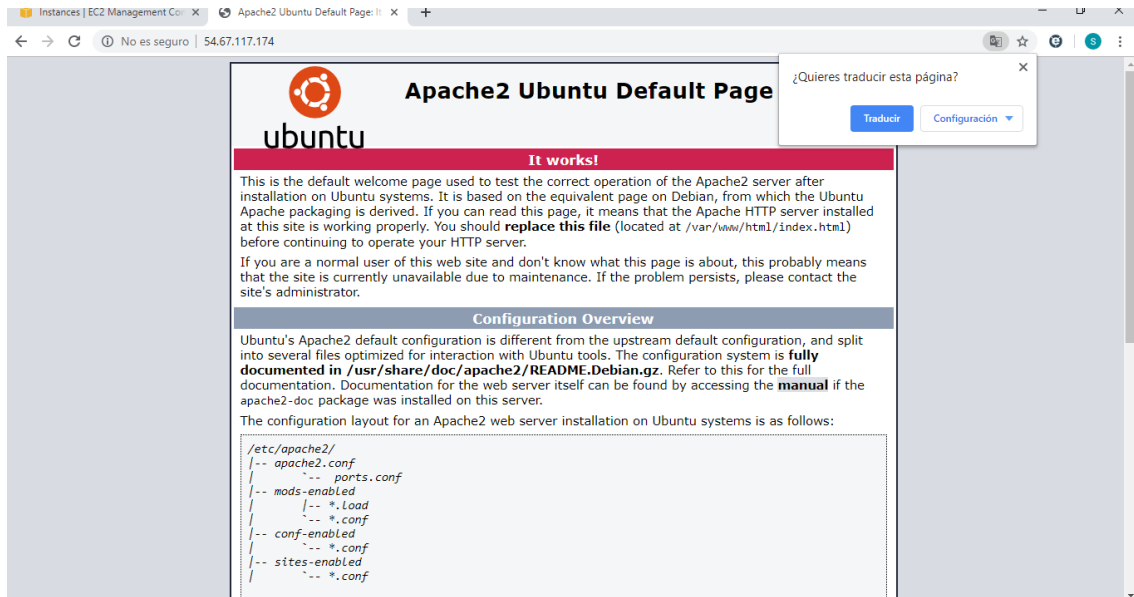 Instances | EC2 Management Con
Apache2 Ubuntu Default Page: It
No es seguro | 54.67.117.174
S
¿Quieres traducir esta página?
Traducir
Configuración
ubuntu
Apache2 Ubuntu Default Page
It works!
This is the default welcome page used to test the correct operation of the Apache2 server after
installation on Ubuntu systems. It is based on the equivalent page on Debian, from which the Ubuntu
Apache packaging is derived. If you can read this page, it means that the Apache HTTP server installed
at this site is working properly. You should replace this file (located at /var/www/html/index.html)
before continuing to operate your HTTP server.
If you are a normal user of this web site and don't know what this page is about, this probably means
that the site is currently unavailable due to maintenance. If the problem persists, please contact the
site's administrator.
Configuration Overview
Ubuntu's Apache2 default configuration is different from the upstream default configuration, and split
into several files optimized for interaction with Ubuntu tools. The configuration system is fully
documented in /usr/share/doc/apache2/README.Debian.gz. Refer to this for the full
documentation. Documentation for the web server itself can be found by accessing the manual if the
apache2-doc package was installed on this server.
The configuration layout for an Apache2 web server installation on Ubuntu systems is as follows:
/etc/apache2/
|-- apache2.conf
|       `--  ports.conf
|-- mods-enabled
|       |-- *.load
|       `-- *.conf
|-- conf-enabled
|       `-- *.conf
|-- sites-enabled
|       `-- *.conf